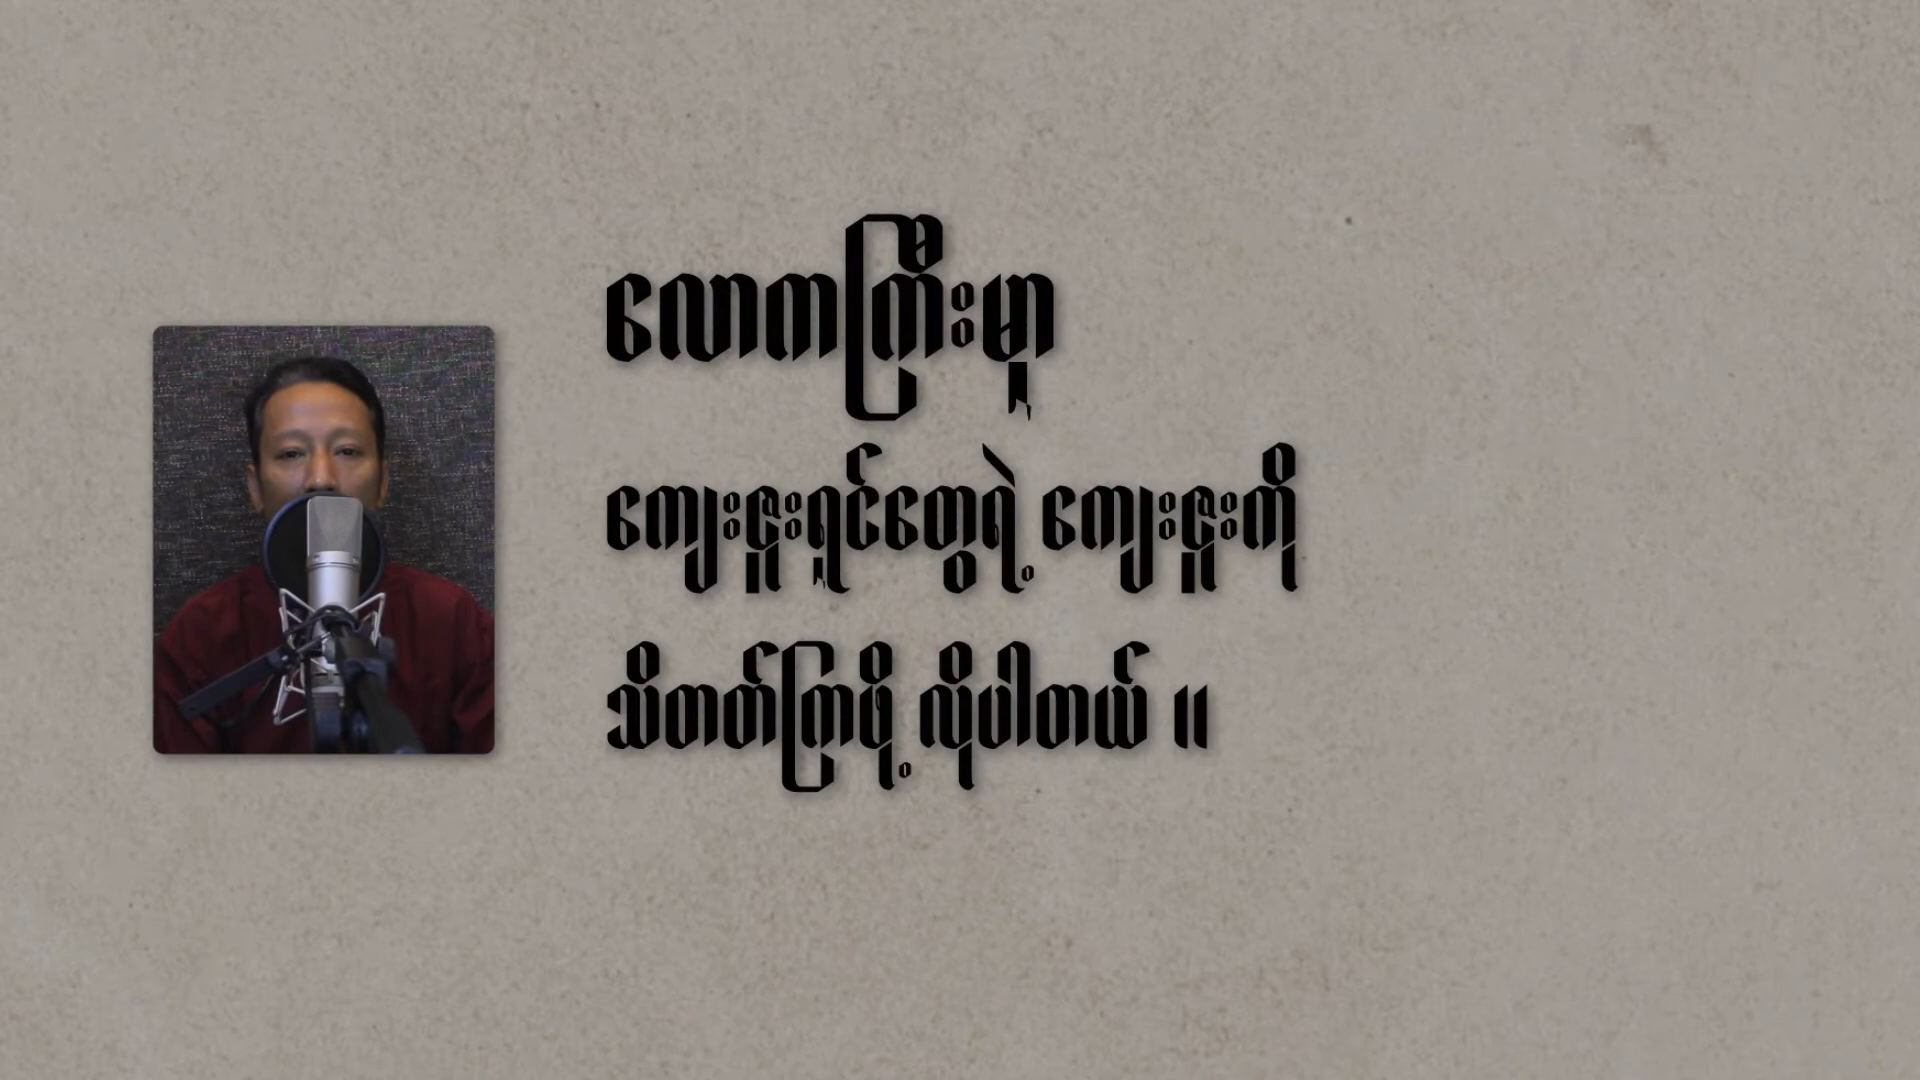 လောကကြီးမှာ
ကျေးဇူးရှင်တွေရဲ့ ကျေးဇူးကို
သိတတ်ကြဖို့ လိုပါတယ် ။